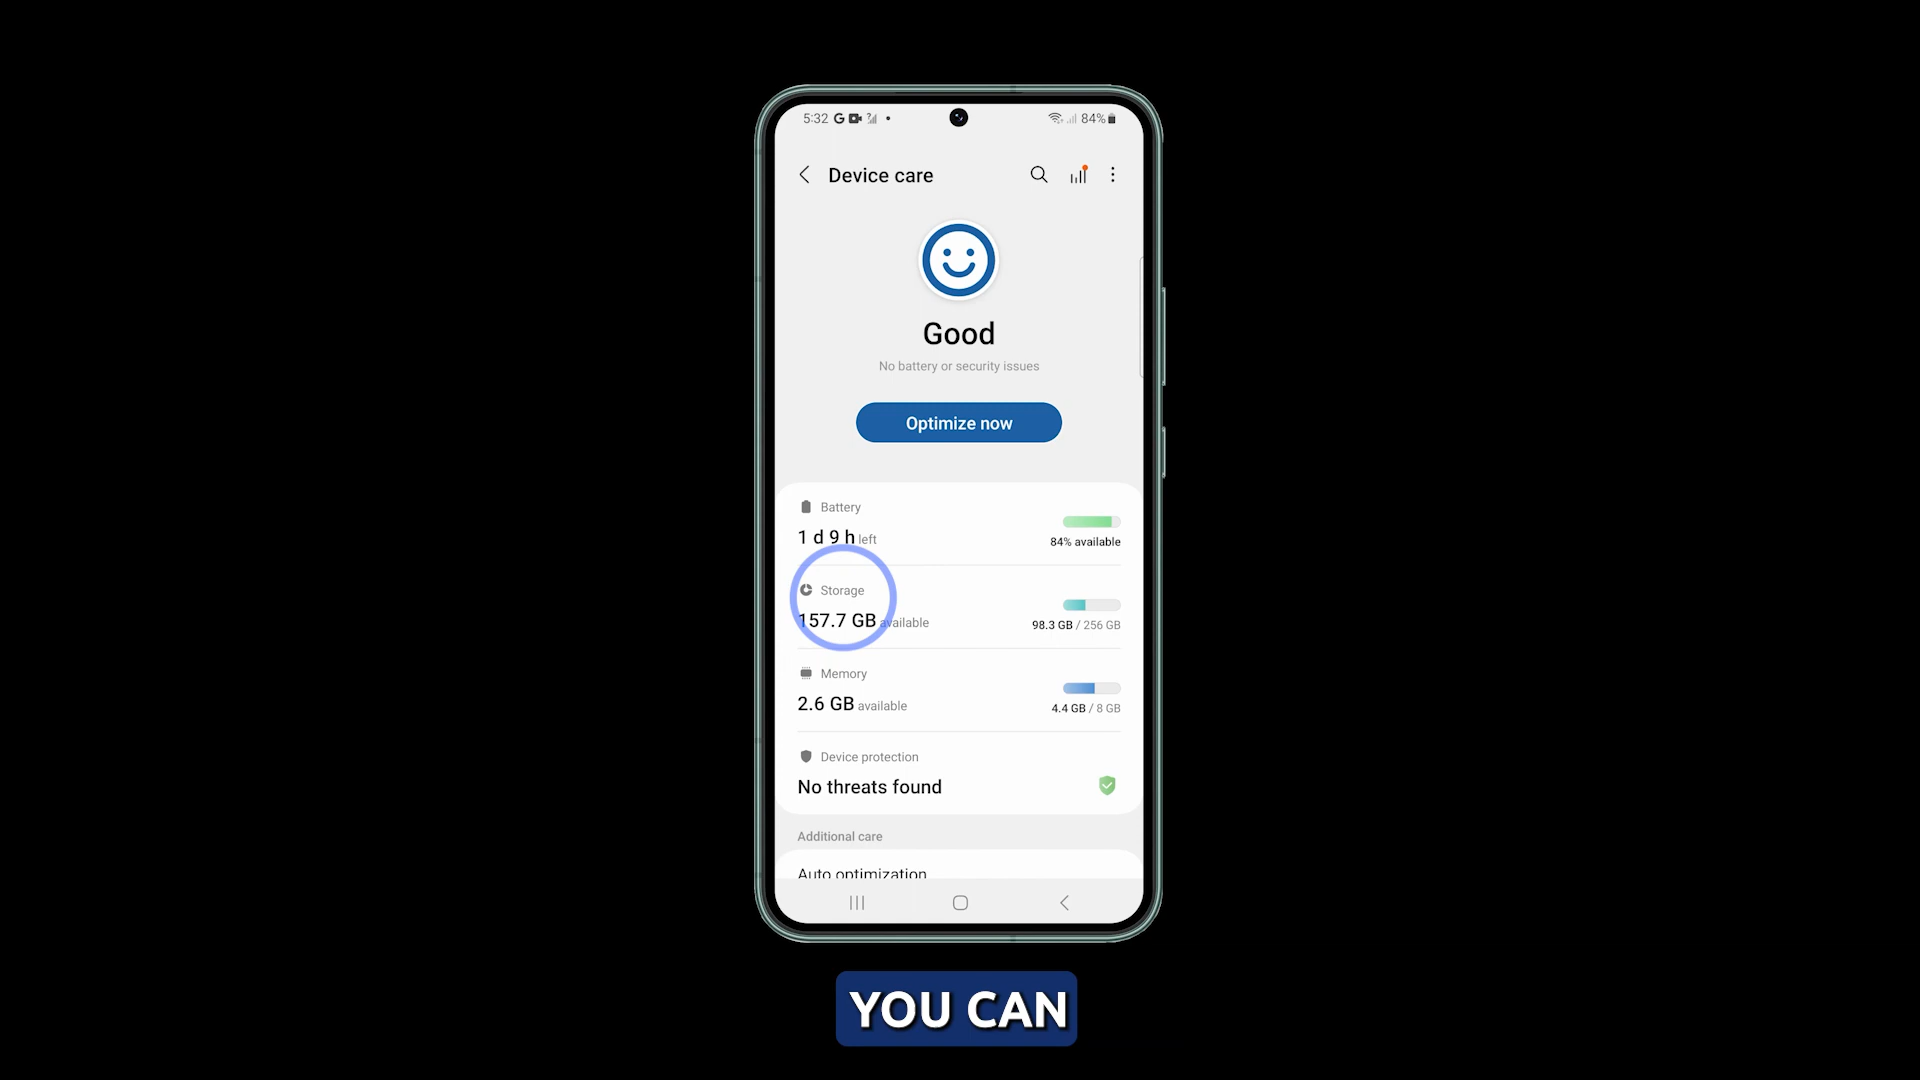 5:32 G 84%
Device care
Good
No battery or security issues
Optimize now
Battery
1 d 9 h left
84% available
Storage
157.7 GB available
98.3 GB / 256 GB
Memory
2.6 GB available
4.4 GB / 8 GB
Device protection
No threats found
Additional care
Auto optimization
YOU CAN